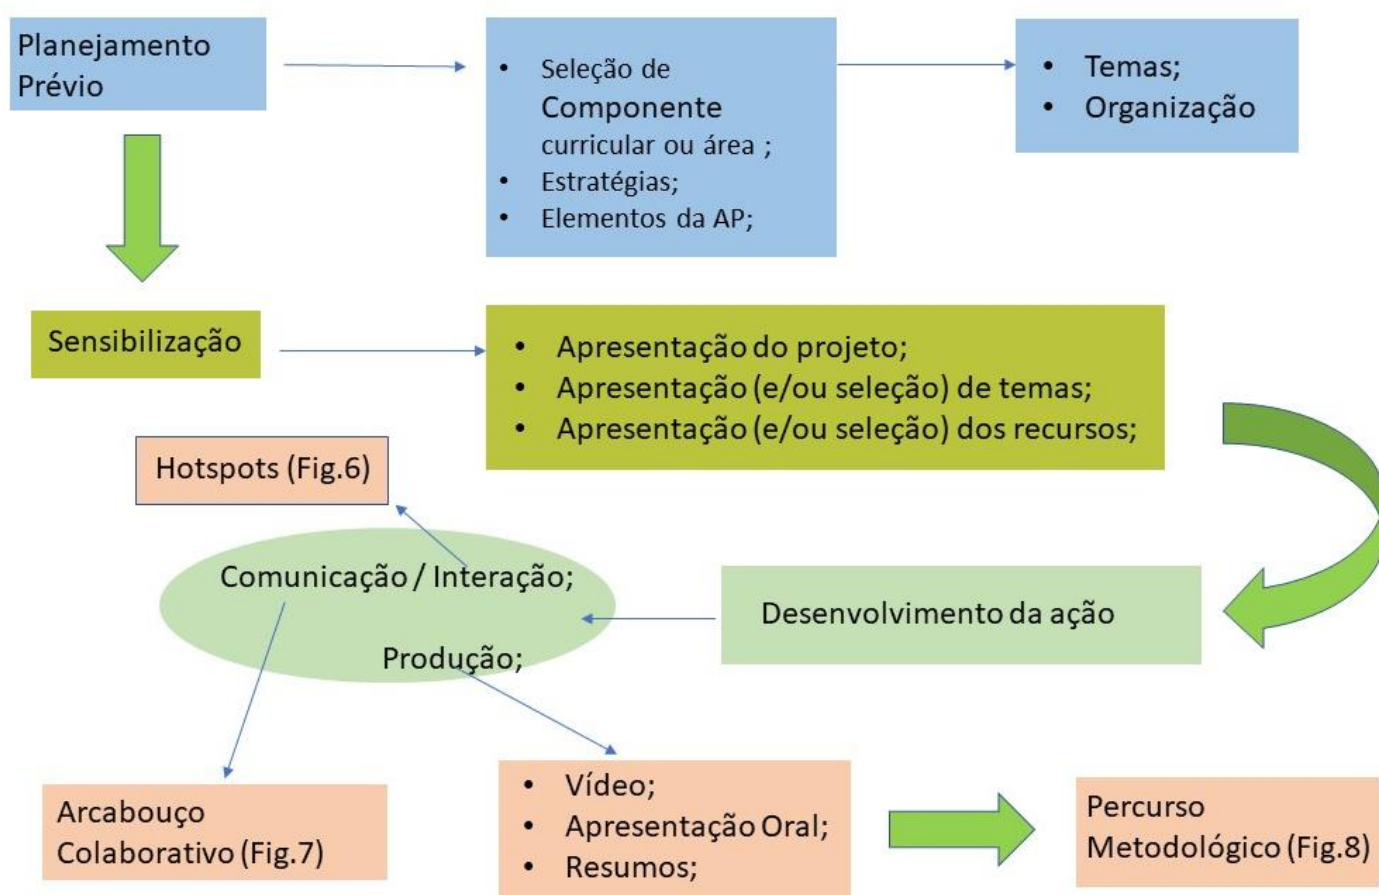 Planejamento
Prévio
• Seleção de
Componente
curricular ou área ;
• Estratégias;
• Elementos da AP;
• Temas;
• Organização
Sensibilização
• Apresentação do projeto;
• Apresentação (e/ou seleção) de temas;
• Apresentação (e/ou seleção) dos recursos;
Hotspots (Fig.6)
Comunicação / Interação;
Produção;
Desenvolvimento da ação
Arcabouço
Colaborativo (Fig.7)
• Vídeo;
• Apresentação Oral;
• Resumos;
Percurso
Metodológico (Fig.8)